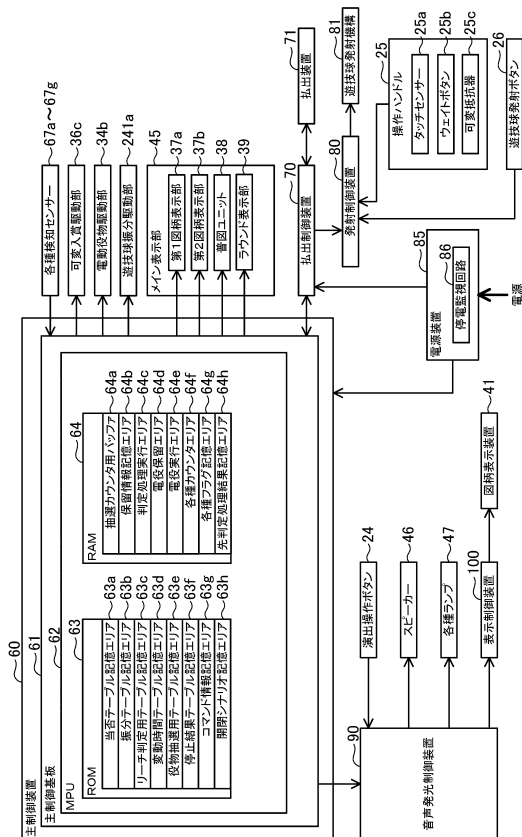 主制御装置 60
主制御基板 61
MPU 62
ROM 63
当否テーブル記憶エリア 63a
振分テーブル記憶エリア 63b
リーチ判定用テーブル記憶エリア 63c
変動時間テーブル記憶エリア 63d
役物抽選用テーブル記憶エリア 63e
停止結果テーブル記憶エリア 63f
コマンド情報記憶エリア 63g
開閉シナリオ記憶エリア 63h
RAM 64
抽選カウンタ用バッファ 64a
保留情報記憶エリア 64b
判定処理実行エリア 64c
電役保留エリア 64d
電役実行エリア 64e
各種カウンタエリア 64f
各種フラグ記憶エリア 64g
先判定処理結果記憶エリア 64h
各種検知センサー 67a～67g
可変入賞駆動部 36c
電動役物駆動部 34b
遊技球振分駆動部 241a
メイン表示部 45
第1図柄表示部 37a
第2図柄表示部 37b
普図ユニット 38
ラウンド表示部 39
払出制御装置 70
払出装置 71
発射制御装置 80
遊技球発射機構 81
操作ハンドル 25
タッチセンサー 25a
ウェイトボタン 25b
可変抵抗器 25c
遊技球発射ボタン 26
電源装置 85
停電監視回路 86
電源
音声発光制御装置 90
演出操作ボタン 24
スピーカー 46
各種ランプ 47
表示制御装置 100
図柄表示装置 41